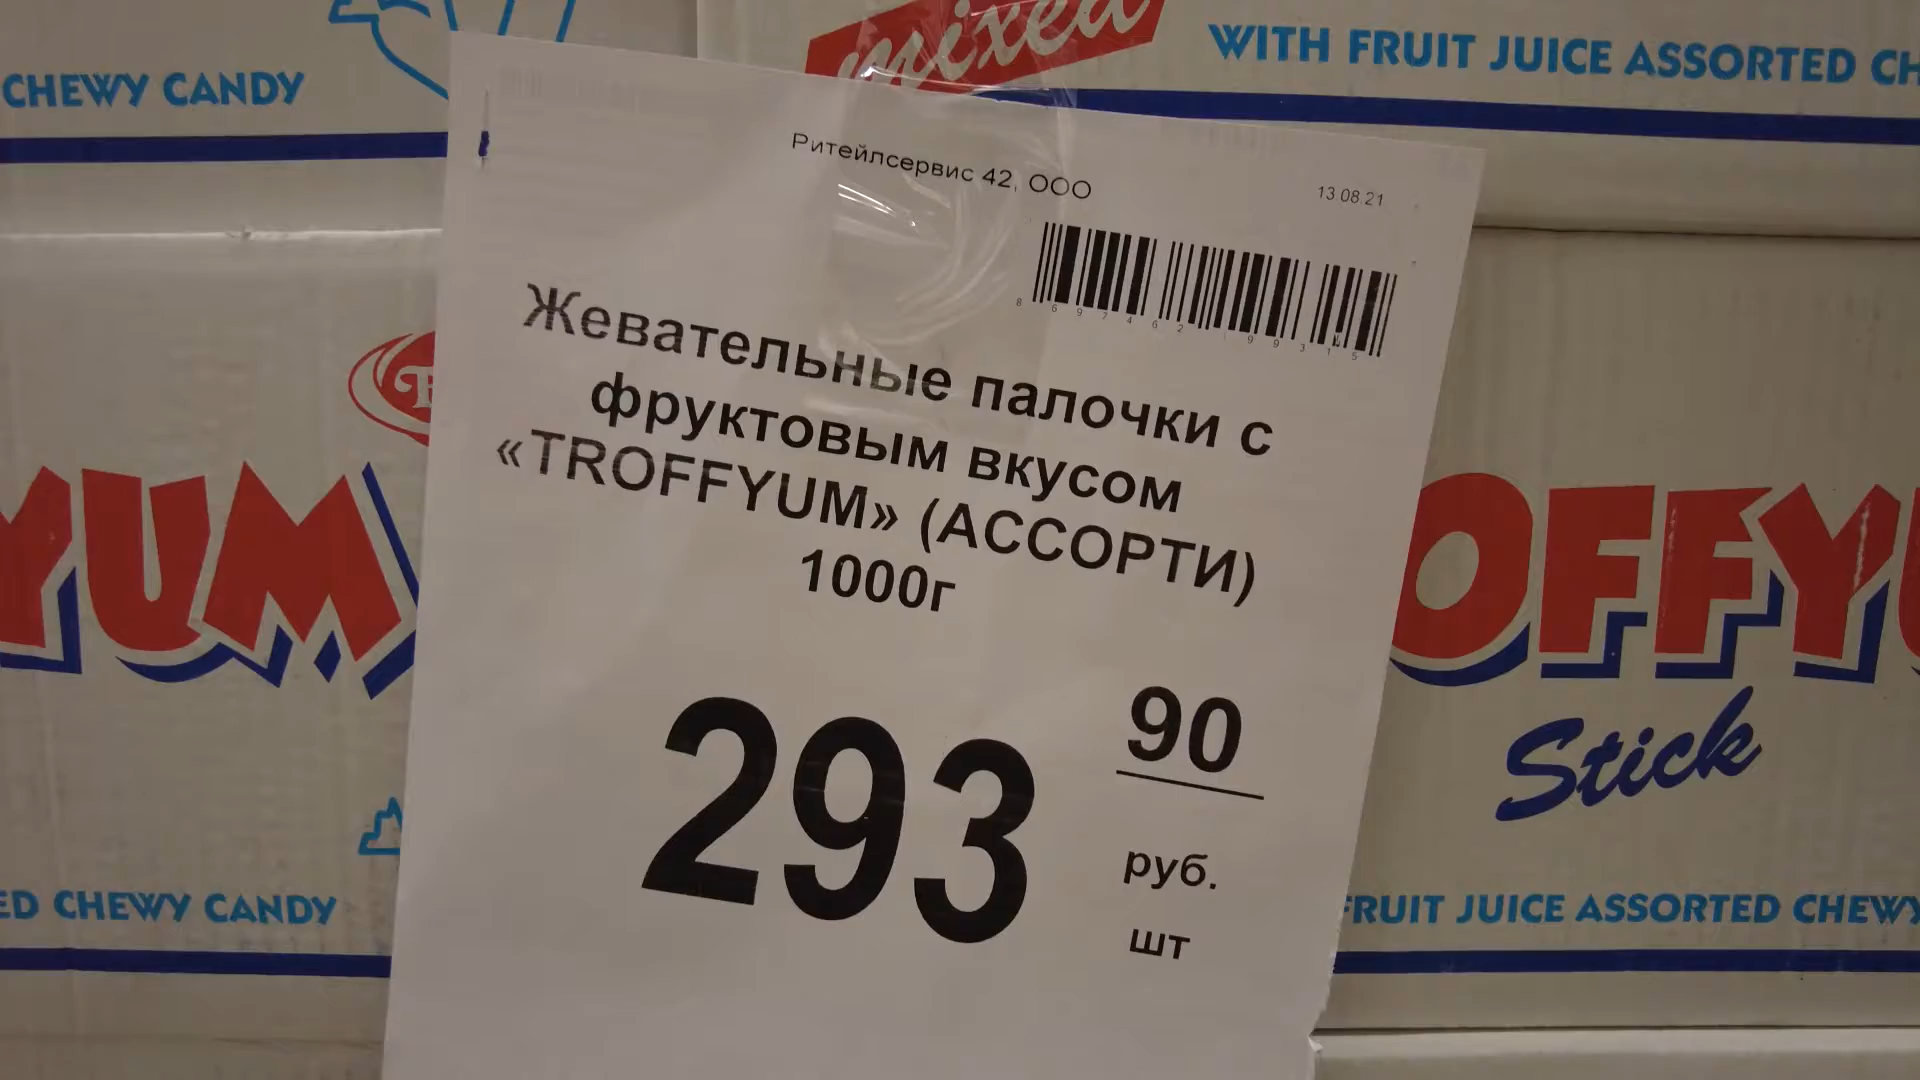 CHEWY CANDY
mixed
WITH FRUIT JUICE ASSORTED CH
Ритейлсервис 42, ООО
13.08.21
Жевательные палочки с
фруктовым вкусом
«TROFFYUM» (АССОРТИ)
1000г
293
90
руб.
шт
YUM
OFFYU
Stick
ED CHEWY CANDY
FRUIT JUICE ASSORTED CHEWY